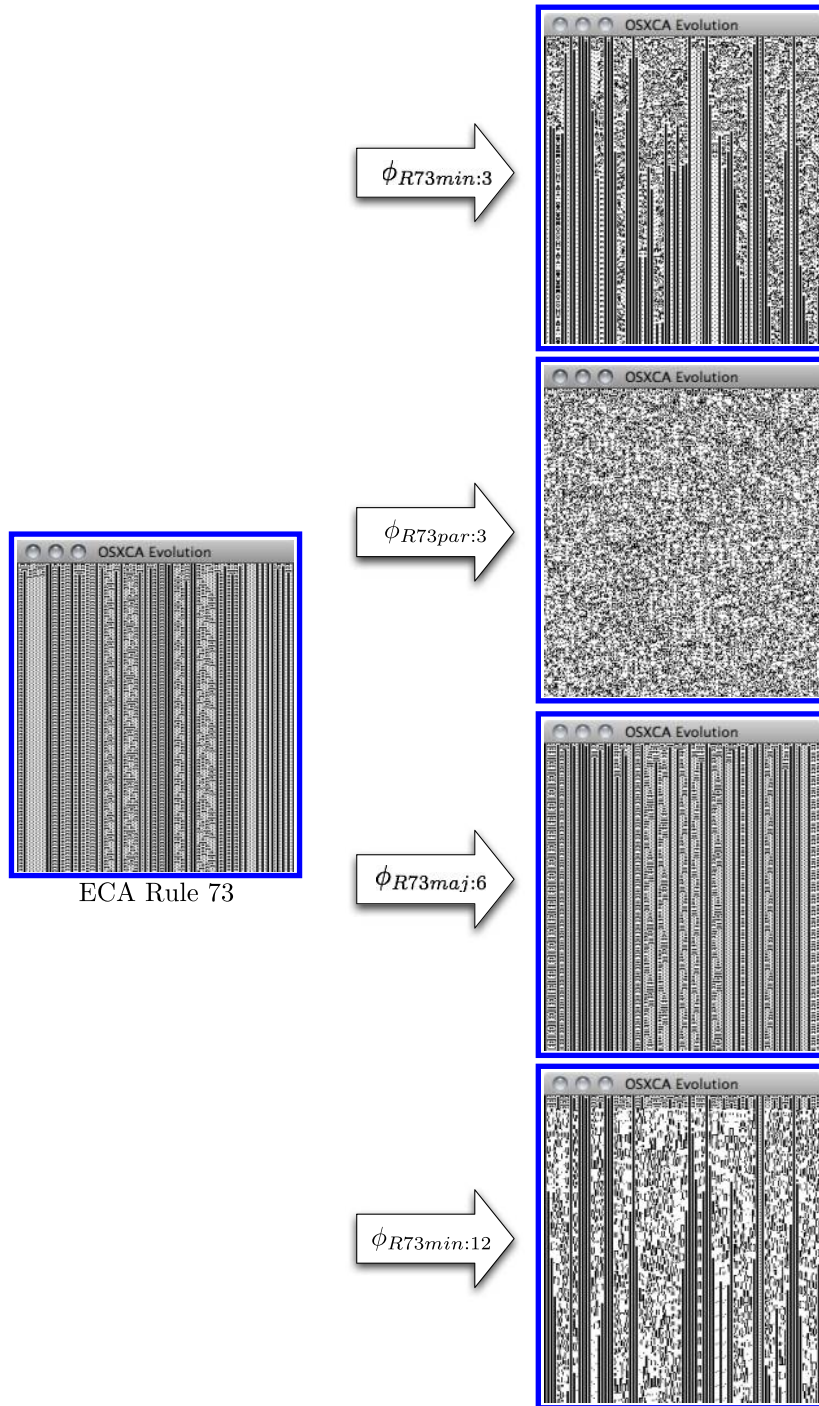 OSXCA Evolution
ϕR73min:3
OSXCA Evolution
ϕR73par:3
OSXCA Evolution
ECA Rule 73
OSXCA Evolution
ϕR73maj:6
OSXCA Evolution
ϕR73min:12